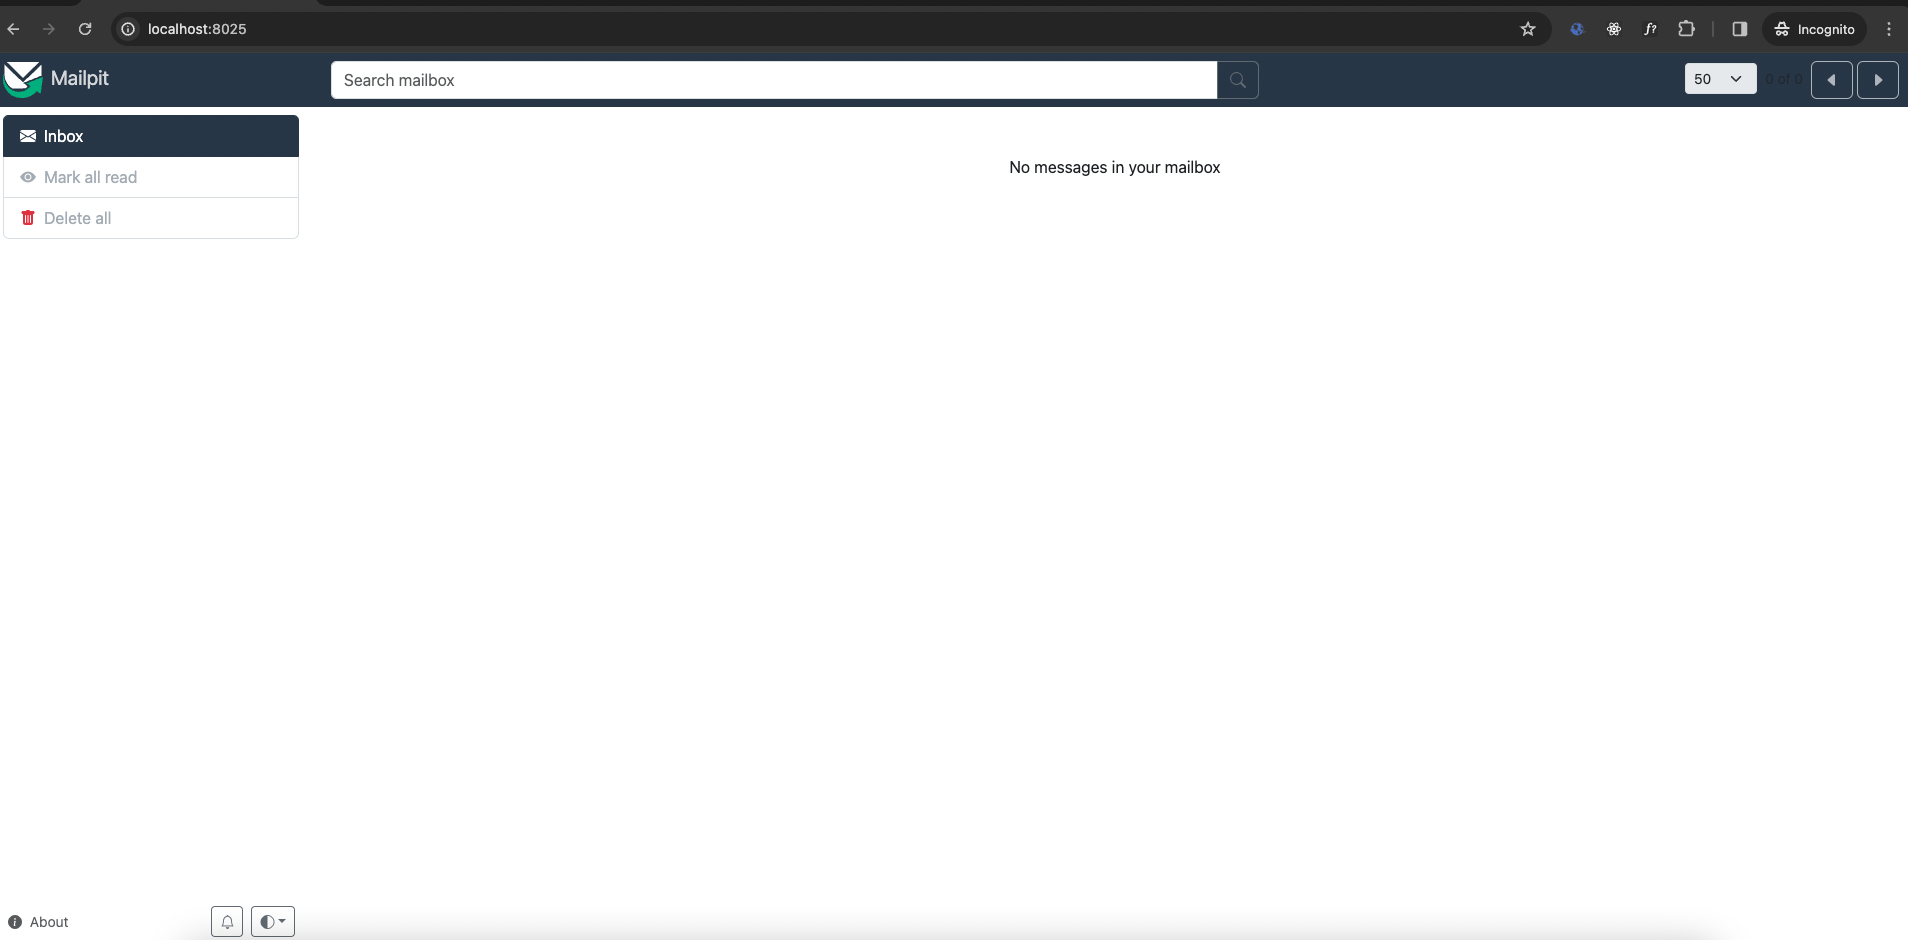 localhost:8025
Incognito
Mailpit
Search mailbox
50
0 of 0
Inbox
Mark all read
Delete all
No messages in your mailbox
About